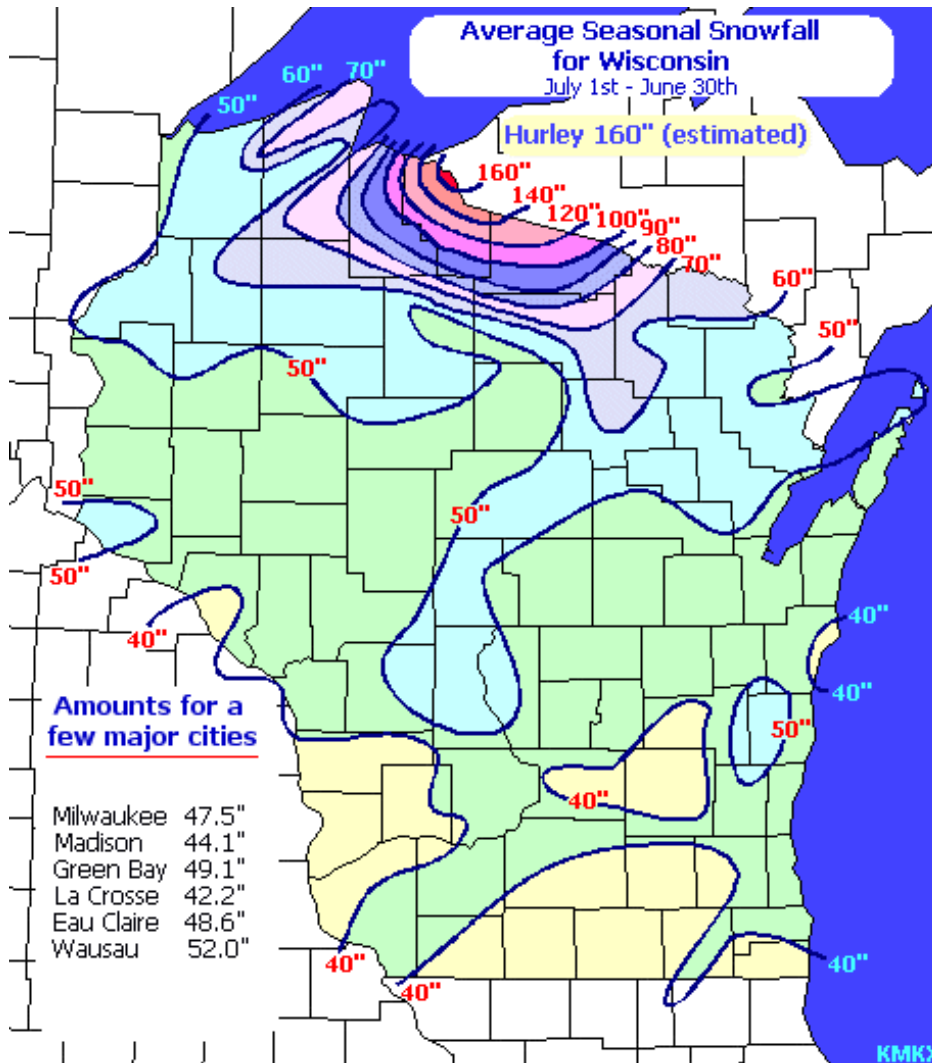 Average Seasonal Snowfall
for Wisconsin
July 1st - June 30th
Hurley 160" (estimated)
50"
60"
70"
160"
140"
120"
100"
90"
80"
70"
60"
50"
50"
50"
50"
50"
40"
40"
40"
50"
40"
40"
40"
40"
Amounts for a
few major cities
Milwaukee 47.5"
Madison 44.1"
Green Bay 49.1"
La Crosse 42.2"
Eau Claire 48.6"
Wausau 52.0"
KMKX